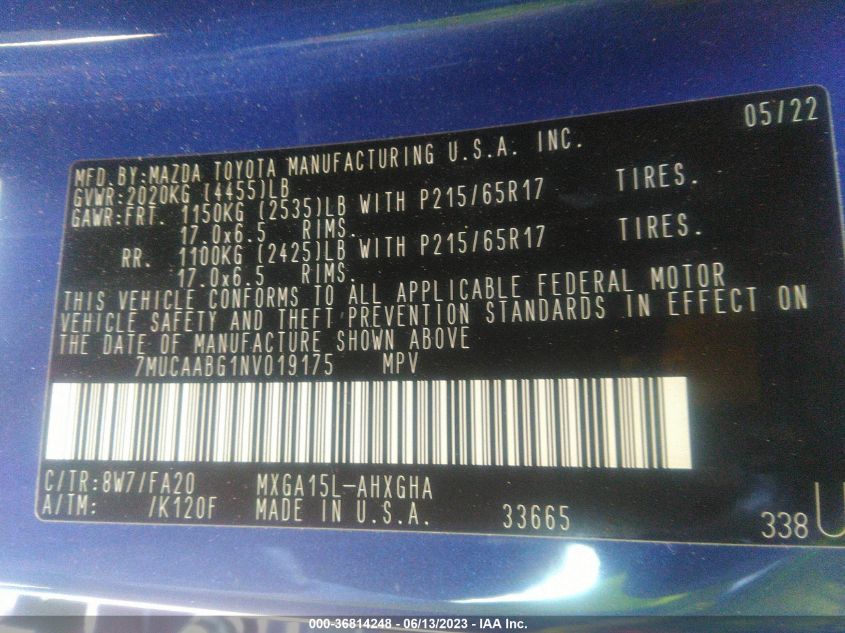 05/22
MFD.BY:MAZDA TOYOTA MANUFACTURING U.S.A. INC.
GVWR:2020KG (4455)LB
GAWR:FRT. 1150KG (2535)LB WITH P215/65R17 TIRES.
17.0x6.5 RIMS.
RR. 1100KG (2425)LB WITH P215/65R17 TIRES.
17.0x6.5 RIMS.
THIS VEHICLE CONFORMS TO ALL APPLICABLE FEDERAL MOTOR
VEHICLE SAFETY AND THEFT PREVENTION STANDARDS IN EFFECT ON
THE DATE OF MANUFACTURE SHOWN ABOVE
7MUCAABG1NV019175 MPV
C/TR:8W7/FA20 MXGA15L-AHXGHA
A/TM: /K120F MADE IN U.S.A. 33665 338 U
000-36814248 - 06/13/2023 - IAA Inc.